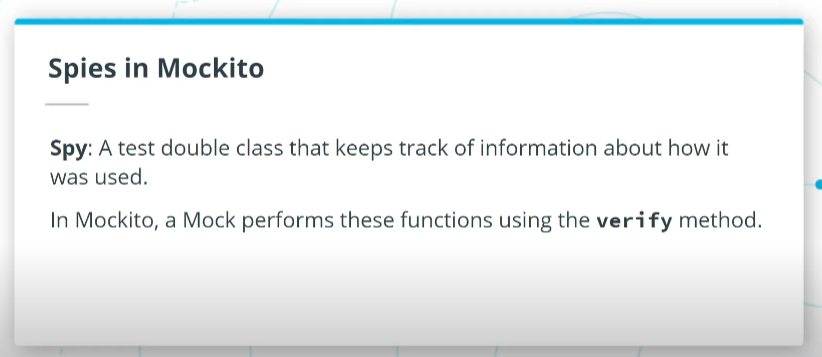 Spies in Mockito
Spy: A test double class that keeps track of information about how it
was used.
In Mockito, a Mock performs these functions using the verify method.